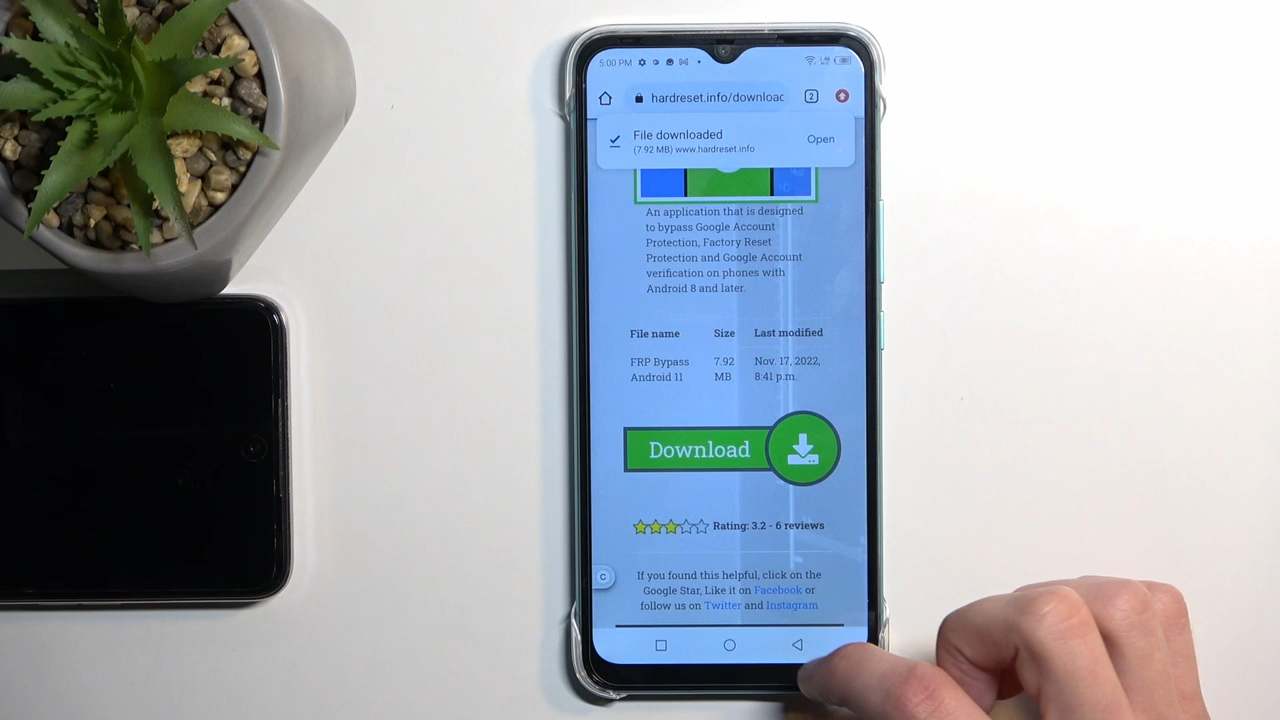 5:00 PM
hardreset.info/downloac
2
File downloaded
(7.92 MB) www.hardreset.info
Open
An application that is designed
to bypass Google Account
Protection, Factory Reset
Protection and Google Account
verification on phones with
Android 8 and later.
File name Size Last modified
FRP Bypass 7.92 Nov. 17, 2022,
Android 11 MB 8:41 p.m.
Download
Rating: 3.2 - 6 reviews
C
If you found this helpful, click on the
Google Star, Like it on Facebook or
follow us on Twitter and Instagram